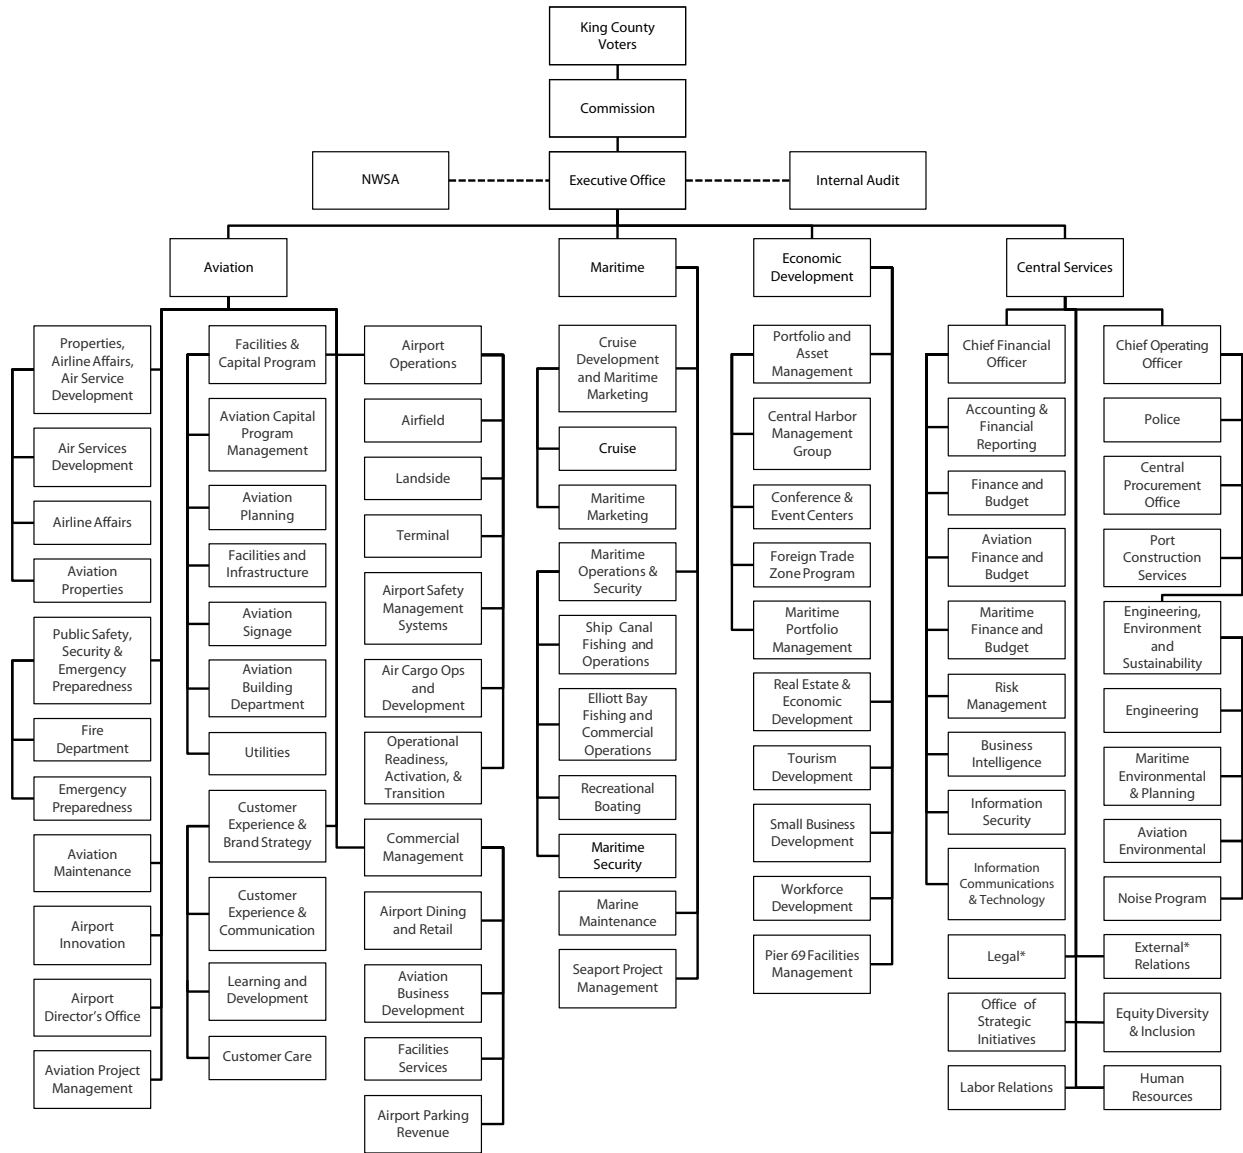 King County
Voters
Commission
NWSA
Executive Office
Internal Audit
Aviation
Maritime
Economic
Development
Central Services
Properties,
Airline Affairs,
Air Service
Development
Air Services
Development
Airline Affairs
Aviation
Properties
Public Safety,
Security &
Emergency
Preparedness
Fire
Department
Emergency
Preparedness
Aviation
Maintenance
Airport
Innovation
Airport
Director's Office
Aviation Project
Management
Facilities &
Capital Program
Aviation Capital
Program
Management
Aviation
Planning
Facilities and
Infrastructure
Aviation
Signage
Aviation
Building
Department
Utilities
Customer
Experience &
Brand Strategy
Customer
Experience &
Communication
Learning and
Development
Customer Care
Airport
Operations
Airfield
Landside
Terminal
Airport Safety
Management
Systems
Air Cargo Ops
and
Development
Operational
Readiness,
Activation, &
Transition
Commercial
Management
Airport Dining
and Retail
Aviation
Business
Development
Facilities
Services
Airport Parking
Revenue
Cruise
Development
and Maritime
Marketing
Cruise
Maritime
Marketing
Maritime
Operations &
Security
Ship Canal
Fishing and
Operations
Elliott Bay
Fishing and
Commercial
Operations
Recreational
Boating
Maritime
Security
Marine
Maintenance
Seaport Project
Management
Portfolio and
Asset
Management
Central Harbor
Management
Group
Conference &
Event Centers
Foreign Trade
Zone Program
Maritime
Portfolio
Management
Real Estate &
Economic
Development
Tourism
Development
Small Business
Development
Workforce
Development
Pier 69 Facilities
Management
Chief Financial
Officer
Accounting &
Financial
Reporting
Finance and
Budget
Aviation
Finance and
Budget
Maritime
Finance and
Budget
Risk
Management
Business
Intelligence
Information
Security
Information
Communications
& Technology
Legal*
Office of
Strategic
Initiatives
Labor Relations
Chief Operating
Officer
Police
Central
Procurement
Office
Port
Construction
Services
Engineering,
Environment
and
Sustainability
Engineering
Maritime
Environmental
& Planning
Aviation
Environmental
Noise Program
External*
Relations
Equity Diversity
& Inclusion
Human
Resources